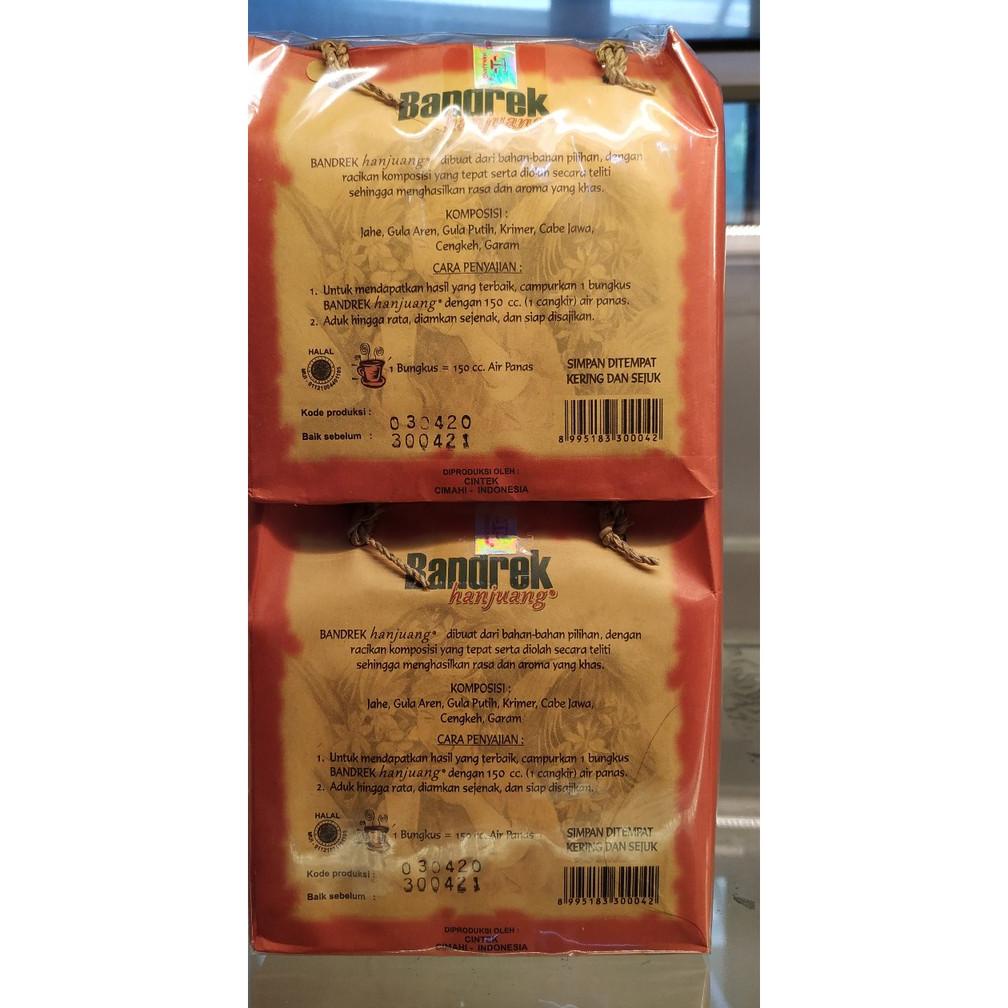 Bandrek
hanjuang
BANDREK hanjuang® dibuat dari bahan-bahan pilihan, dengan
racikan komposisi yang tepat serta diolah secara teliti
sehingga menghasilkan rasa dan aroma yang khas.
KOMPOSISI :
Jahe, Gula Aren, Gula Putih, Krimer, Cabe Jawa,
Cengkeh, Garam
CARA PENYAJIAN :
1. Untuk mendapatkan hasil yang terbaik, campurkan 1 bungkus
BANDREK hanjuang® dengan 150 cc. (1 cangkir) air panas.
2. Aduk hingga rata, diamkan sejenak, dan siap disajikan.
HALAL
1 Bungkus = 150 cc. Air Panas
SIMPAN DITEMPAT
KERING DAN SEJUK
Kode produksi : 030420
Baik sebelum : 300421
8 995183 300042
DIPRODUKSI OLEH :
CINTEK
CIMAHI - INDONESIA
Bandrek
hanjuang®
BANDREK hanjuang® dibuat dari bahan-bahan pilihan, dengan
racikan komposisi yang tepat serta diolah secara teliti
sehingga menghasilkan rasa dan aroma yang khas.
KOMPOSISI :
Jahe, Gula Aren, Gula Putih, Krimer, Cabe Jawa,
Cengkeh, Garam
CARA PENYAJIAN :
1. Untuk mendapatkan hasil yang terbaik, campurkan 1 bungkus
BANDREK hanjuang® dengan 150 cc. (1 cangkir) air panas.
2. Aduk hingga rata, diamkan sejenak, dan siap disajikan.
HALAL
1 Bungkus = 150 cc. Air Panas
SIMPAN DITEMPAT
KERING DAN SEJUK
Kode produksi : 030420
Baik sebelum : 300421
8 995183 300042
DIPRODUKSI OLEH :
CINTEK
CIMAHI - INDONESIA